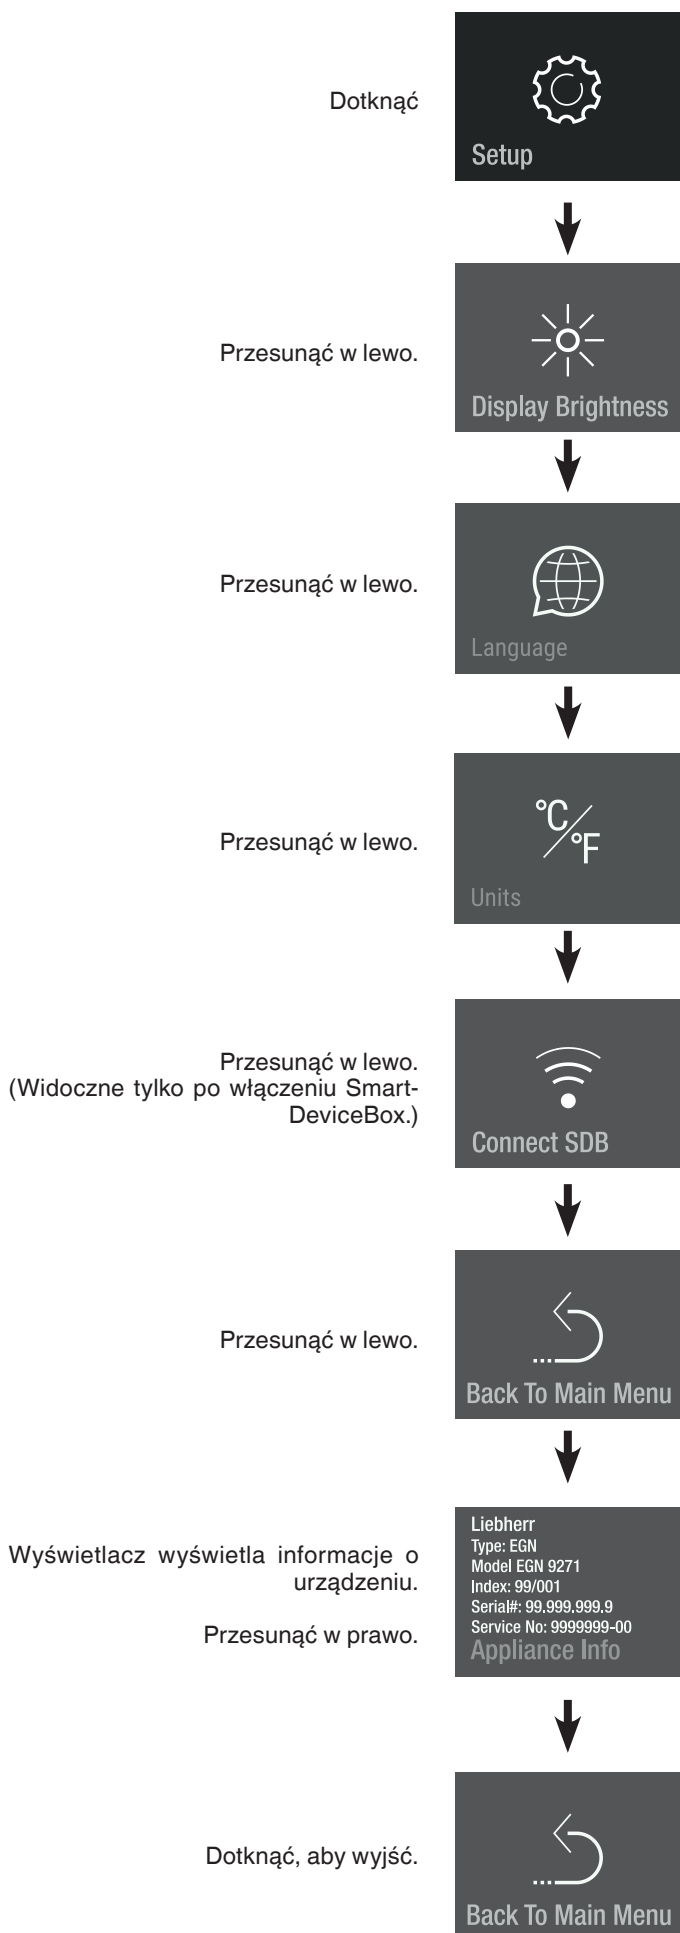 Dotknąć
Setup
Przesunąć w lewo.
Display Brightness
Przesunąć w lewo.
Language
Przesunąć w lewo.
°C/°F
Units
Przesunąć w lewo.
(Widoczne tylko po włączeniu Smart-
DeviceBox.)
Connect SDB
Przesunąć w lewo.
Back To Main Menu
Wyświetlacz wyświetla informacje o
urządzeniu.
Przesunąć w prawo.
Liebherr
Type: EGN
Model EGN 9271
Index: 99/001
Serial#: 99.999.999.9
Service No: 9999999-00
Appliance Info
Dotknąć, aby wyjść.
Back To Main Menu